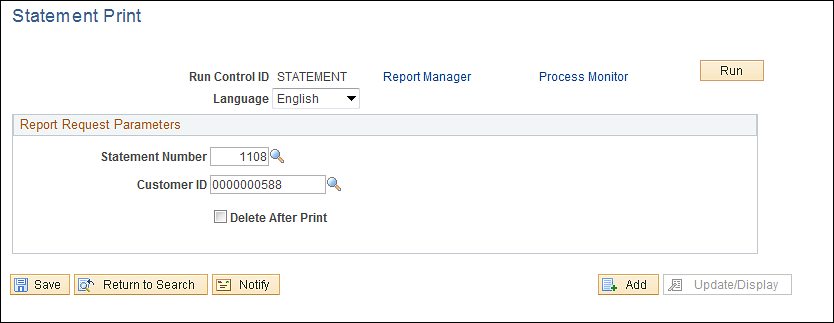 Statement Print
Run Control ID STATEMENT Report Manager Process Monitor Run
Language English
Report Request Parameters
Statement Number 1108
Customer ID 0000000588
Delete After Print
Save Return to Search Notify Add Update/Display